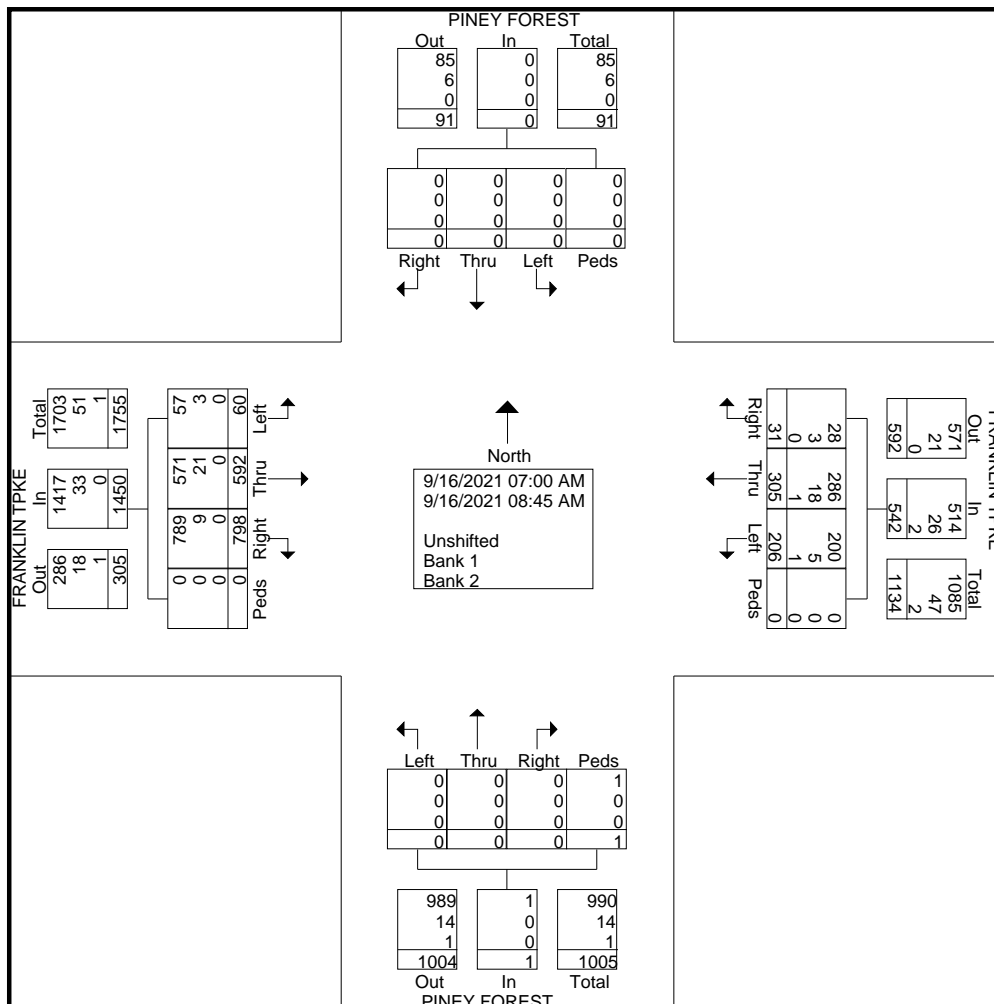 PINEY FOREST
Out In Total
85 0 85
6 0 6
0 0 0
91 0 91
0 0 0 0
0 0 0 0
0 0 0 0
0 0 0 0
Right Thru Left Peds
FRANKLIN TPKE
Total In Out
1703 1417 286
51 33 18
1 0 1
1755 1450 305
Left Thru Right Peds
57 571 789 0
3 21 9 0
0 0 0 0
60 592 798 0
North
9/16/2021 07:00 AM
9/16/2021 08:45 AM
Unshifted
Bank 1
Bank 2
Right Thru Left Peds
28 286 200 0
3 18 5 0
0 1 1 0
31 305 206 0
Out In Total
571 514 1085
21 26 47
0 2 2
592 542 1134
Left Thru Right Peds
0 0 0 1
0 0 0 0
0 0 0 0
0 0 0 1
989 1 990
14 0 14
1 0 1
1004 1 1005
Out In Total
PINEY FOREST